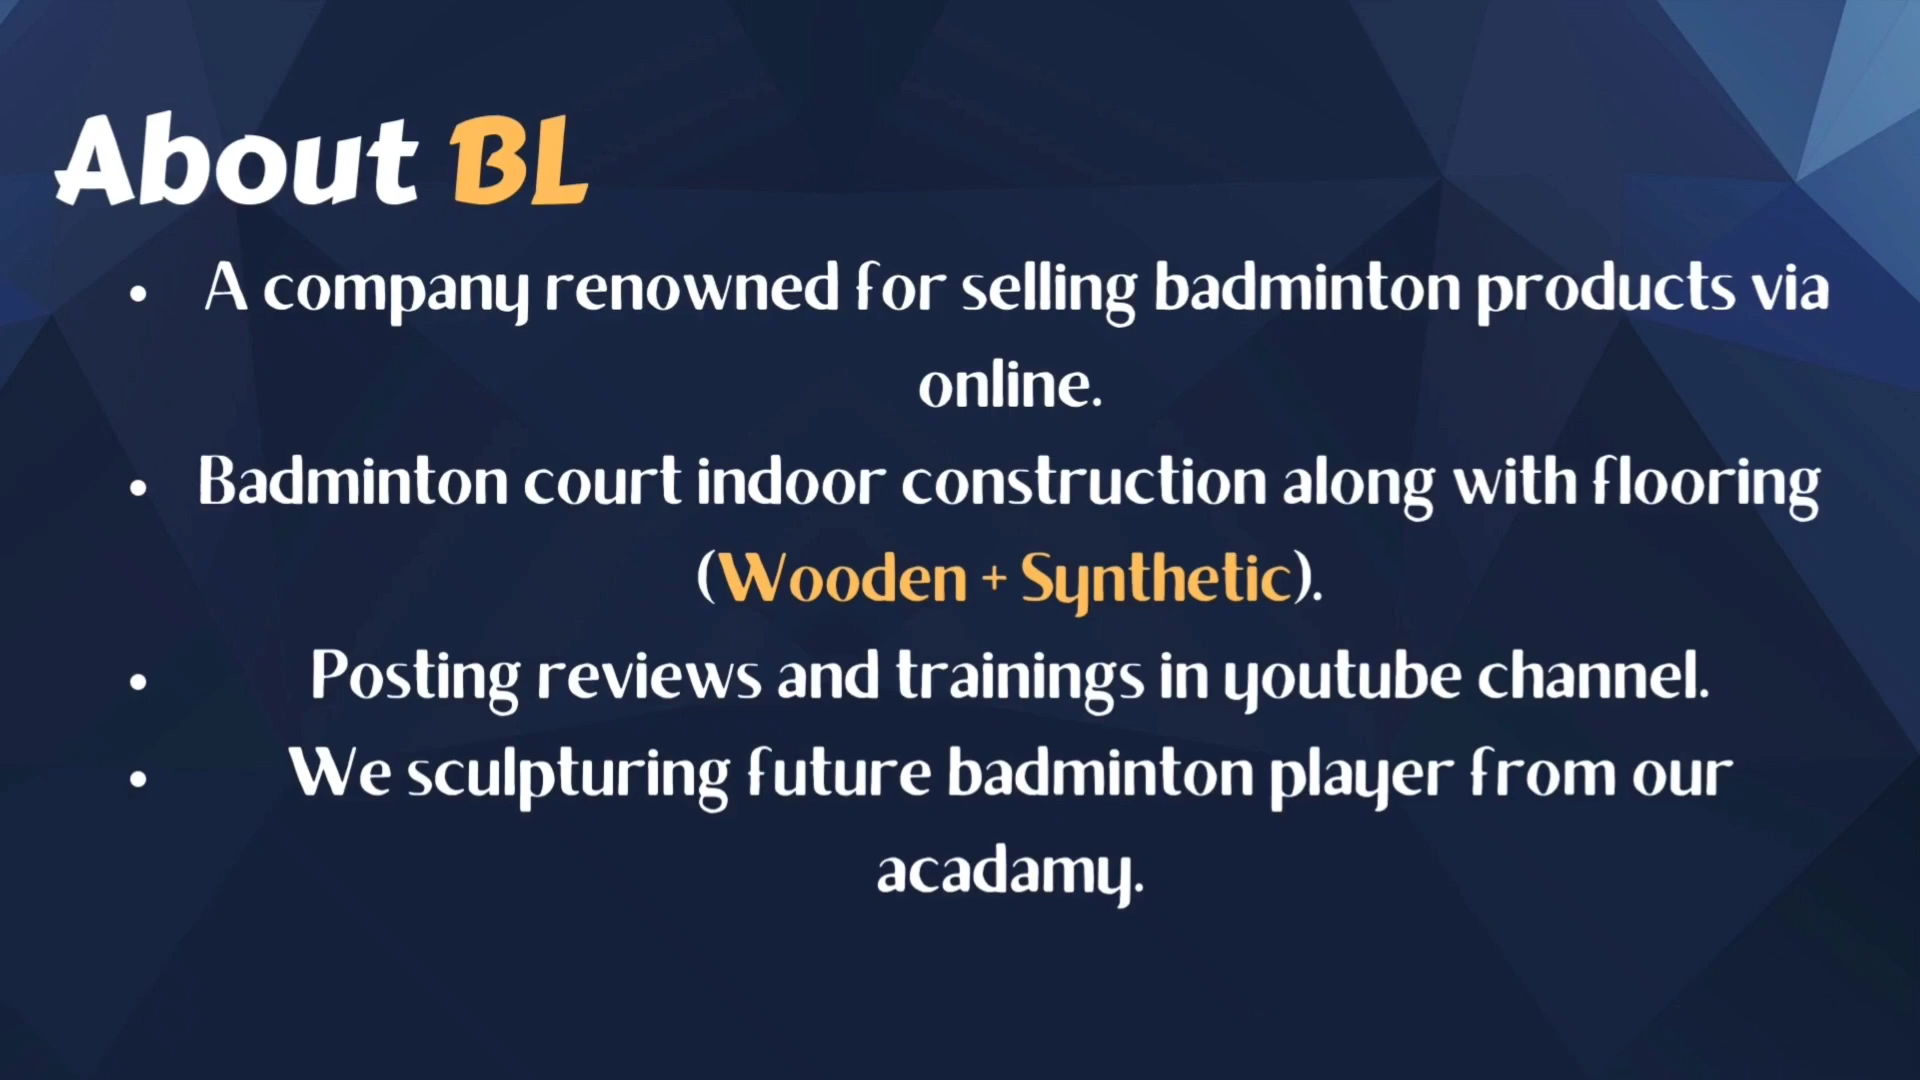 About BL
• A company renowned for selling badminton products via
online.
• Badminton court indoor construction along with flooring
(Wooden + Synthetic).
• Posting reviews and trainings in youtube channel.
• We sculpturing future badminton player from our
acadamy.